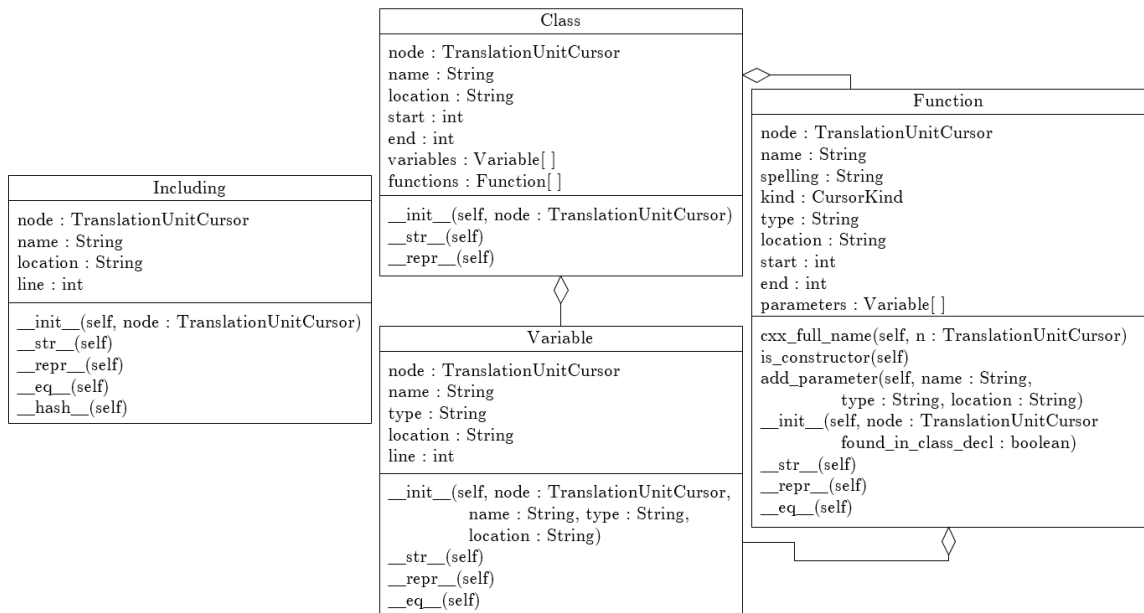 Class
node : TranslationUnitCursor
name : String
location : String
start : int
end : int
variables : Variable[ ]
functions : Function[ ]
__init__(self, node : TranslationUnitCursor)
__str__(self)
__repr__(self)
Function
node : TranslationUnitCursor
name : String
spelling : String
kind : CursorKind
type : String
location : String
start : int
end : int
parameters : Variable[ ]
cxx_full_name(self, n : TranslationUnitCursor)
is_constructor(self)
add_parameter(self, name : String,
type : String, location : String)
__init__(self, node : TranslationUnitCursor
found_in_class_decl : boolean)
__str__(self)
__repr__(self)
__eq__(self)
Including
node : TranslationUnitCursor
name : String
location : String
line : int
__init__(self, node : TranslationUnitCursor)
__str__(self)
__repr__(self)
__eq__(self)
__hash__(self)
Variable
node : TranslationUnitCursor
name : String
type : String
location : String
line : int
__init__(self, node : TranslationUnitCursor,
name : String, type : String,
location : String)
__str__(self)
__repr__(self)
__eq__(self)